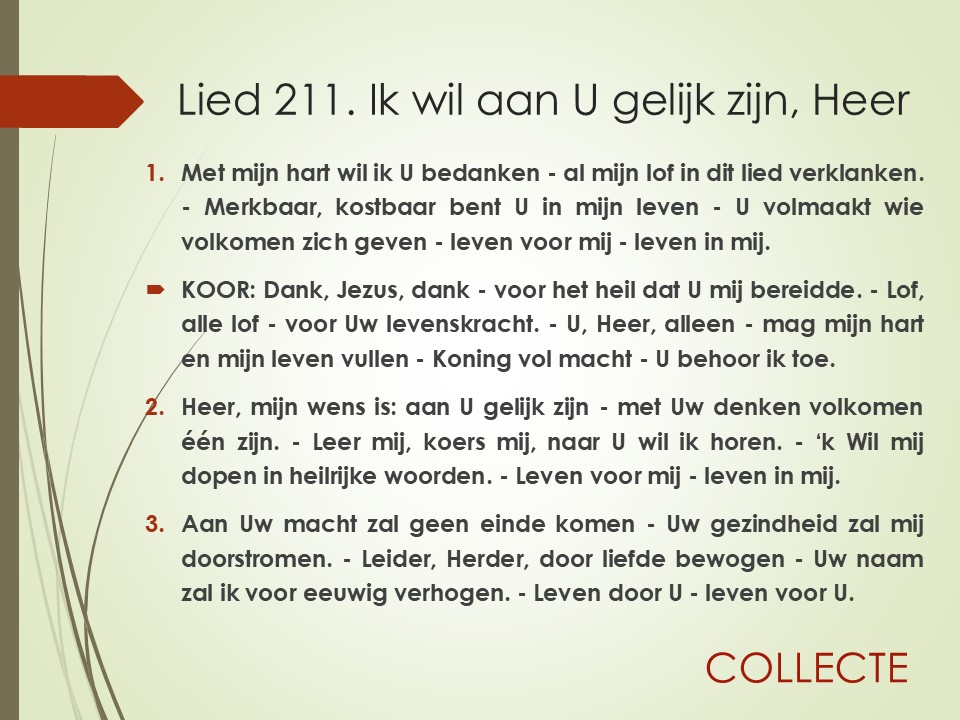 Lied 211. Ik wil aan U gelijk zijn, Heer
1. Met mijn hart wil ik U bedanken - al mijn lof in dit lied verklanken.
- Merkbaar, kostbaar bent U in mijn leven - U volmaakt wie
volkomen zich geven - leven voor mij - leven in mij.
KOOR: Dank, Jezus, dank - voor het heil dat U mij bereidde. - Lof,
alle lof - voor Uw levenskracht. - U, Heer, alleen - mag mijn hart
en mijn leven vullen - Koning vol macht - U behoor ik toe.
2. Heer, mijn wens is: aan U gelijk zijn - met Uw denken volkomen
één zijn. - Leer mij, koers mij, naar U wil ik horen. - ‘k Wil mij
dopen in heilrijke woorden. - Leven voor mij - leven in mij.
3. Aan Uw macht zal geen einde komen - Uw gezindheid zal mij
doorstromen. - Leider, Herder, door liefde bewogen - Uw naam
zal ik voor eeuwig verhogen. - Leven door U - leven voor U.
COLLECTE